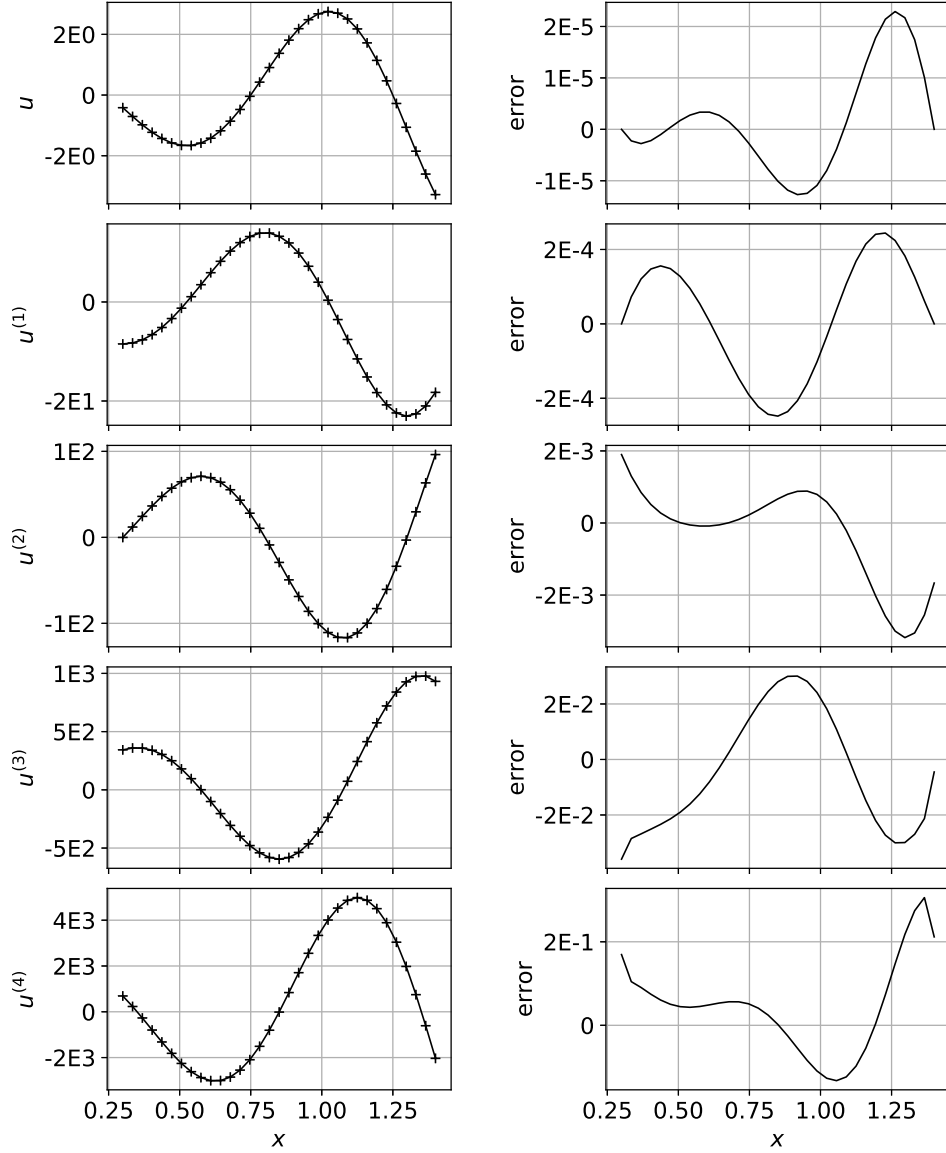 2E0
0
-2E0
u
2E-5
1E-5
0
-1E-5
error
0
-2E1
u(1)
2E-4
0
-2E-4
error
1E2
0
-1E2
u(2)
2E-3
0
-2E-3
error
1E3
5E2
0
-5E2
u(3)
2E-2
0
-2E-2
error
4E3
2E3
0
-2E3
u(4)
2E-1
0
error
0.25 0.50 0.75 1.00 1.25
x
0.25 0.50 0.75 1.00 1.25
x